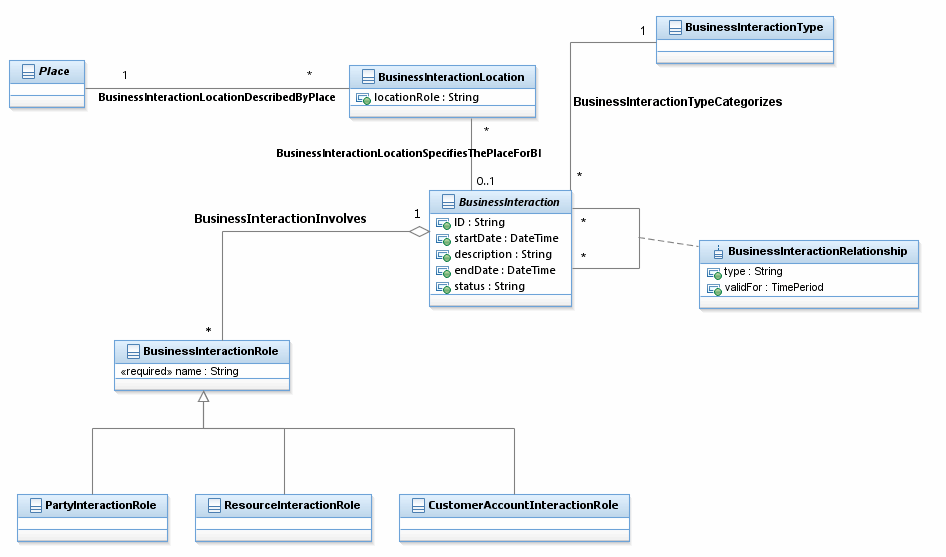 BusinessInteractionType
1
Place
1
*
BusinessInteractionLocation
BusinessInteractionLocationDescribedByPlace
locationRole : String
BusinessInteractionTypeCategorizes
*
BusinessInteractionLocationSpecifiesThePlaceForBI
0..1
*
BusinessInteraction
BusinessInteractionInvolves
1
ID : String
*
startDate : DateTime
description : String
*
endDate : DateTime
status : String
BusinessInteractionRelationship
type : String
validFor : TimePeriod
*
BusinessInteractionRole
«required» name : String
PartyInteractionRole
ResourceInteractionRole
CustomerAccountInteractionRole